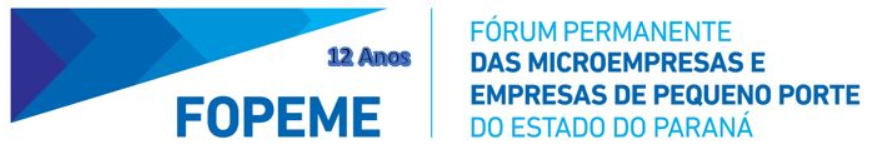 12 Anos
FOPEME
FÓRUM PERMANENTE
DAS MICROEMPRESAS E
EMPRESAS DE PEQUENO PORTE
DO ESTADO DO PARANÁ